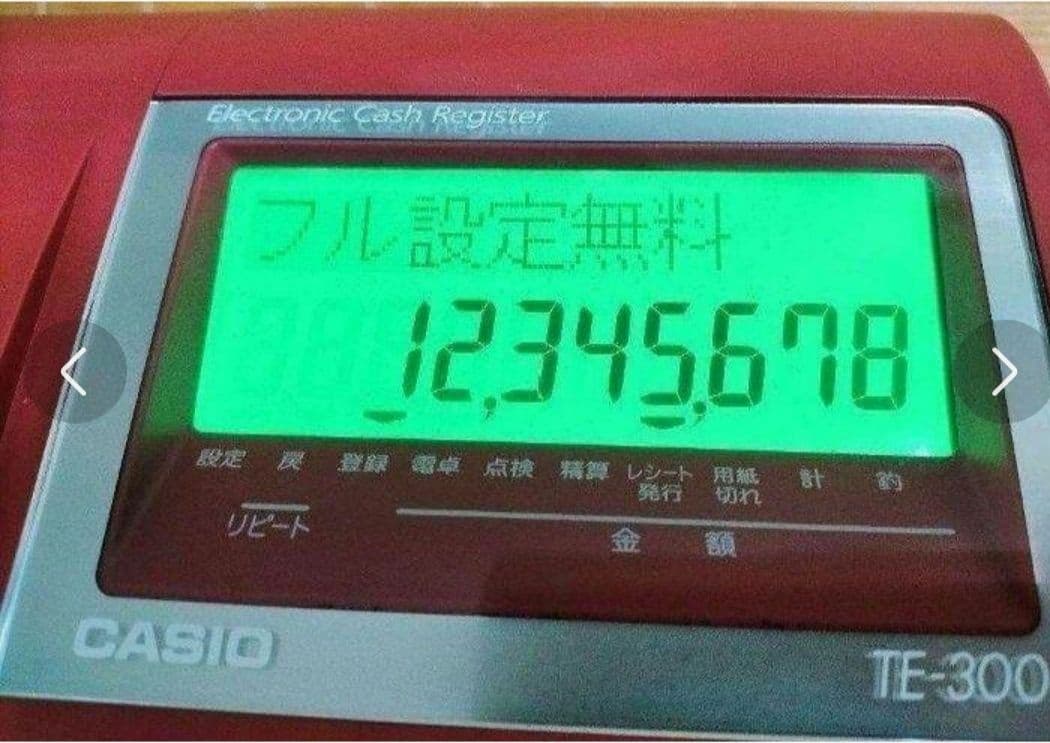 Electronic Cash Register
フル設定無料
12,345,678
設定 戻 登録 電卓 点検 精算 レシート発行 用紙切れ 計 釣
リピート
金額
CASIO
TE-300